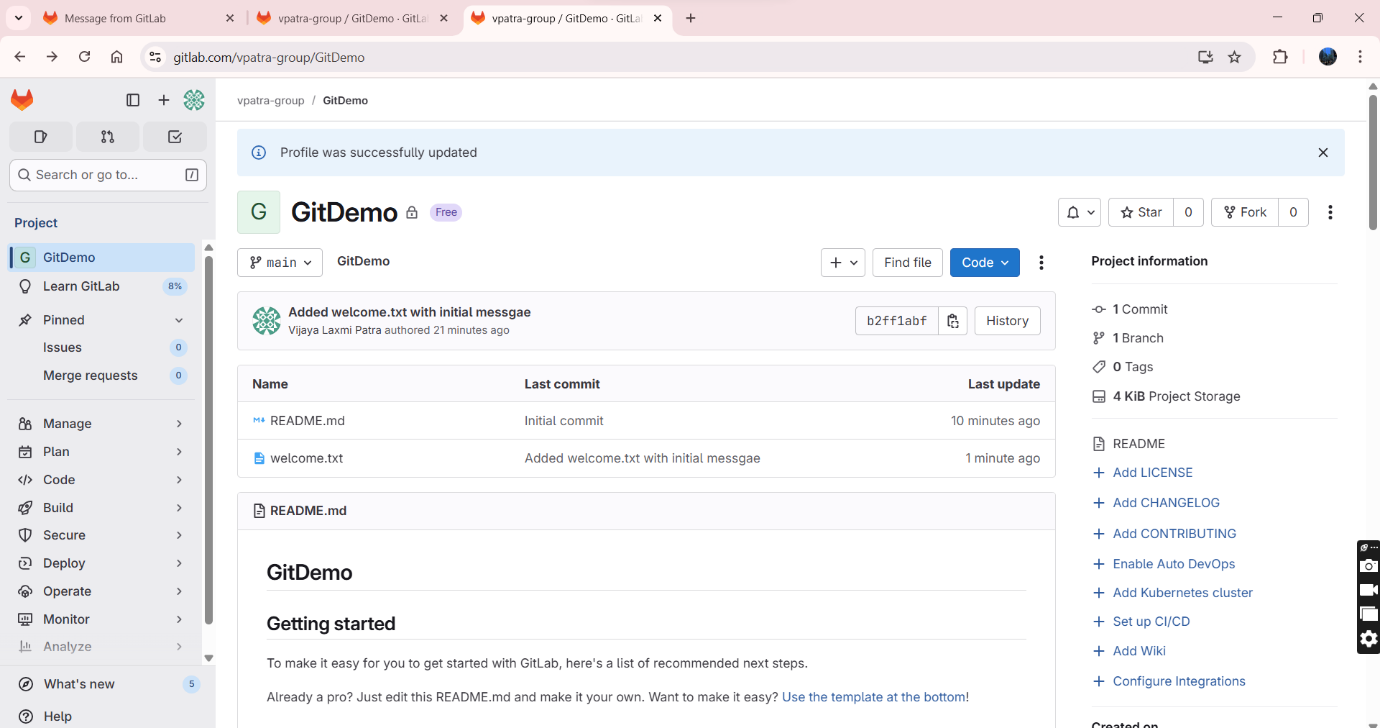 Message from GitLab
vpatra-group / GitDemo · GitLa
vpatra-group / GitDemo · GitLa
gitlab.com/vpatra-group/GitDemo
Search or go to...
/
Project
G GitDemo
Learn GitLab 8%
Pinned
Issues 0
Merge requests 0
Manage
Plan
Code
Build
Secure
Deploy
Operate
Monitor
Analyze
What's new 5
Help
vpatra-group / GitDemo
Profile was successfully updated
G GitDemo Free
Star 0
Fork 0
main GitDemo
Find file
Code
Added welcome.txt with initial messgae
Vijaya Laxmi Patra authored 21 minutes ago
b2ff1abf
History
Name Last commit Last update
README.md Initial commit 10 minutes ago
welcome.txt Added welcome.txt with initial messgae 1 minute ago
README.md
GitDemo
Getting started
To make it easy for you to get started with GitLab, here's a list of recommended next steps.
Already a pro? Just edit this README.md and make it your own. Want to make it easy? Use the template at the bottom!
Project information
1 Commit
1 Branch
0 Tags
4 KiB Project Storage
README
+ Add LICENSE
+ Add CHANGELOG
+ Add CONTRIBUTING
+ Enable Auto DevOps
+ Add Kubernetes cluster
+ Set up CI/CD
+ Add Wiki
+ Configure Integrations
Created on